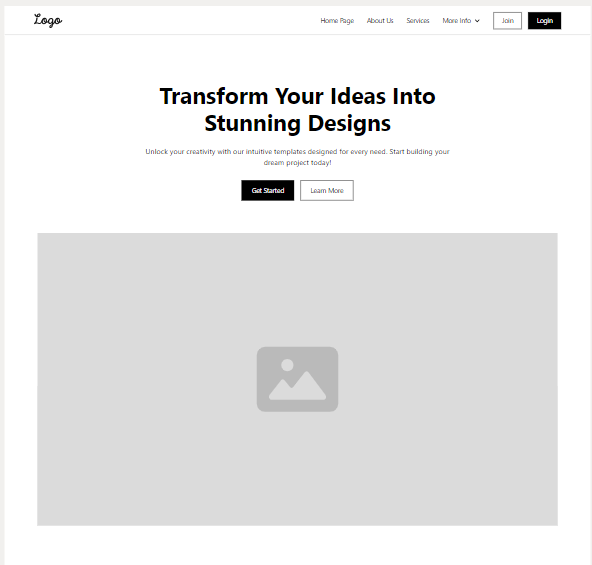 Logo
Home Page
About Us
Services
More Info
Join
Login
Transform Your Ideas Into
Stunning Designs
Unlock your creativity with our intuitive templates designed for every need. Start building your
dream project today!
Get Started
Learn More